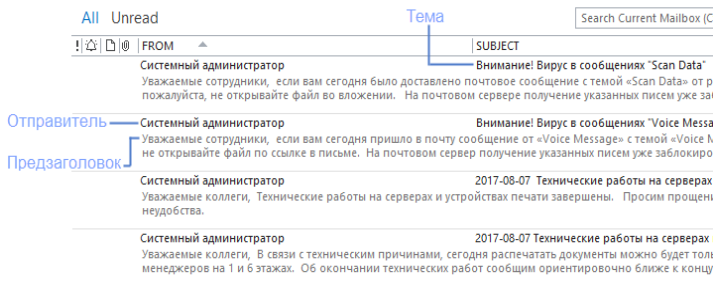 All Unread
Тема
Search Current Mailbox (C
! FROM SUBJECT
Системный администратор Внимание! Вирус в сообщениях "Scan Data"
Уважаемые сотрудники, если вам сегодня было доставлено почтовое сообщение с темой «Scan Data» от р
пожалуйста, не открывайте файл во вложении. На почтовом сервере получение указанных писем уже заб
Отправитель
Системный администратор Внимание! Вирус в сообщениях "Voice Messa
Уважаемые сотрудники, если вам сегодня пришло в почту сообщение от «Voice Message» с темой «Voice M
Предзаголовок
не открывайте файл по ссылке в письме. На почтовом сервер получение указанных писем уже заблокиро
Системный администратор 2017-08-07 Технические работы на серверах
Уважаемые коллеги, Технические работы на серверах и устройствах печати завершены. Просим прощени
неудобства.
Системный администратор 2017-08-07 Технические работы на серверах
Уважаемые коллеги, В связи с техническим причинами, сегодня распечатать документы можно будет толь
менеджеров на 1 и 6 этажах. Об окончании технических работ сообщим ориентировочно ближе к концу